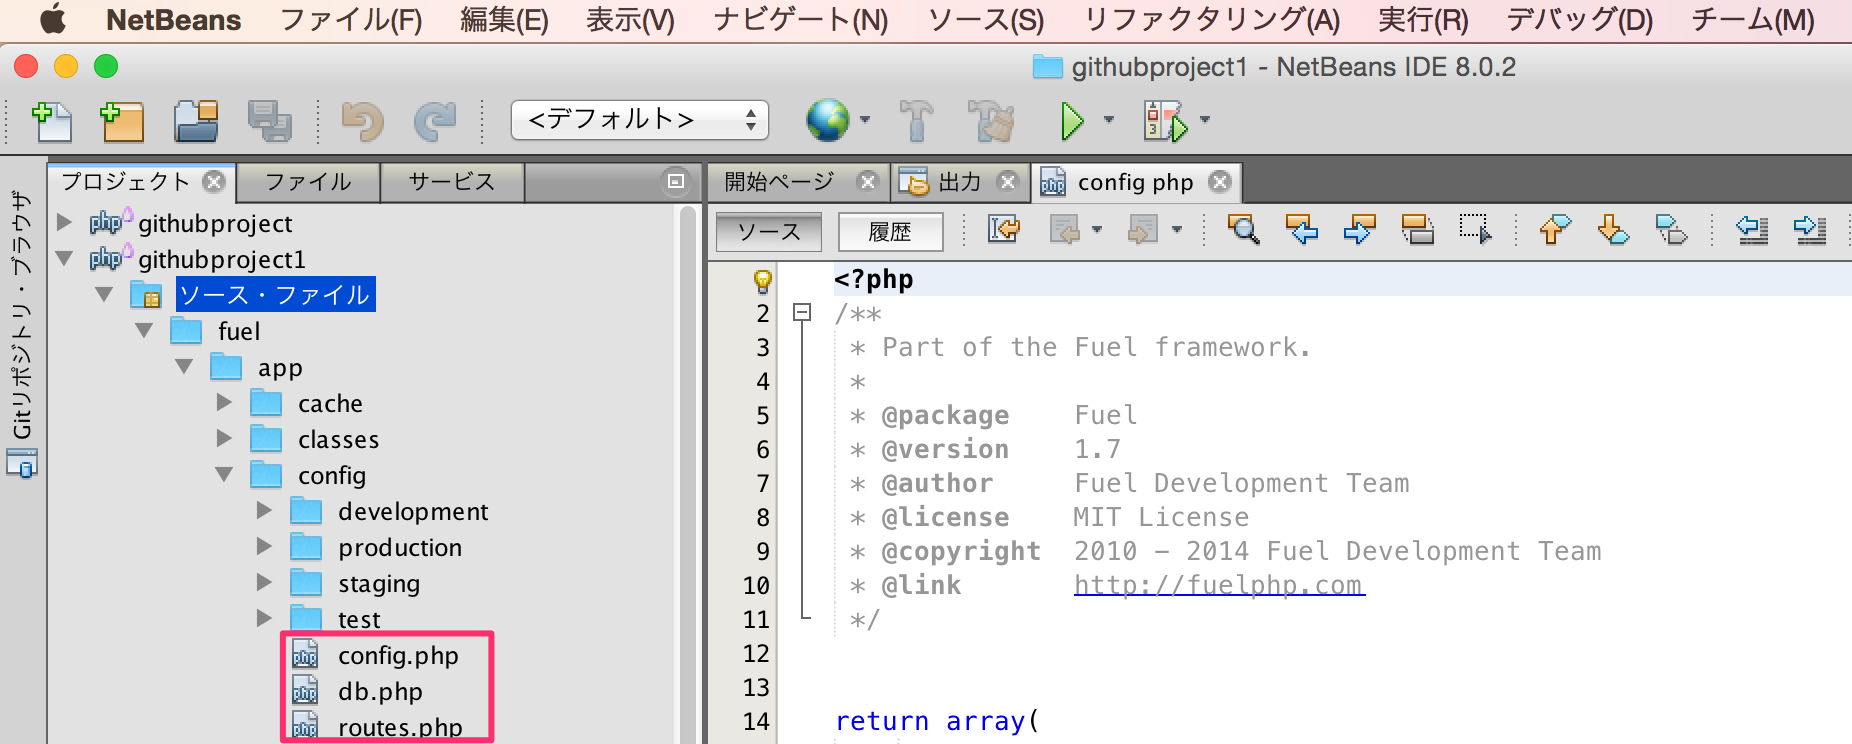 NetBeans ファイル(F) 編集(E) 表示(V) ナビゲート(N) ソース(S) リファクタリング(A) 実行(R) デバッグ(D) チーム(M)
githubproject1 - NetBeans IDE 8.0.2
<デフォルト>
Gitリポジトリ・ブラウザ
プロジェクト ファイル サービス
php githubproject
php githubproject1
ソース・ファイル
fuel
app
cache
classes
config
development
production
staging
test
php config.php
php db.php
php routes.php
開始ページ 出力 php config php
ソース 履歴
<?php
2 /**
3 * Part of the Fuel framework.
4 *
5 * @package Fuel
6 * @version 1.7
7 * @author Fuel Development Team
8 * @license MIT License
9 * @copyright 2010 - 2014 Fuel Development Team
10 * @link http://fuelphp.com
11 */
12
13
14 return array(